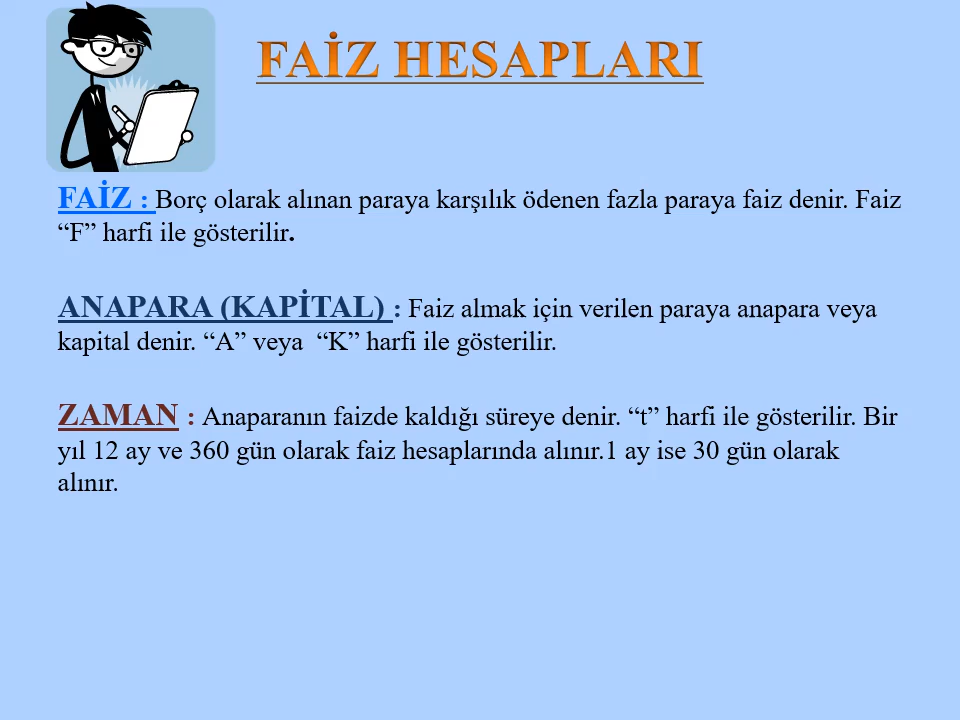 FAİZ HESAPLARI
FAİZ : Borç olarak alınan paraya karşılık ödenen fazla paraya faiz denir. Faiz
“F” harfi ile gösterilir.
ANAPARA (KAPİTAL) : Faiz almak için verilen paraya anapara veya
kapital denir. “A” veya “K” harfi ile gösterilir.
ZAMAN : Anaparanın faizde kaldığı süreye denir. “t” harfi ile gösterilir. Bir
yıl 12 ay ve 360 gün olarak faiz hesaplarında alınır.1 ay ise 30 gün olarak
alınır.